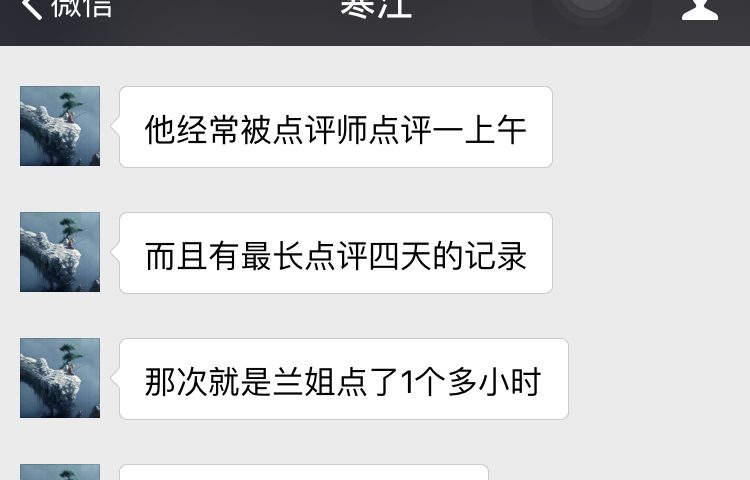 微信
寒江
他经常被点评师点评一上午
而且有最长点评四天的记录
那次就是兰姐点了1个多小时